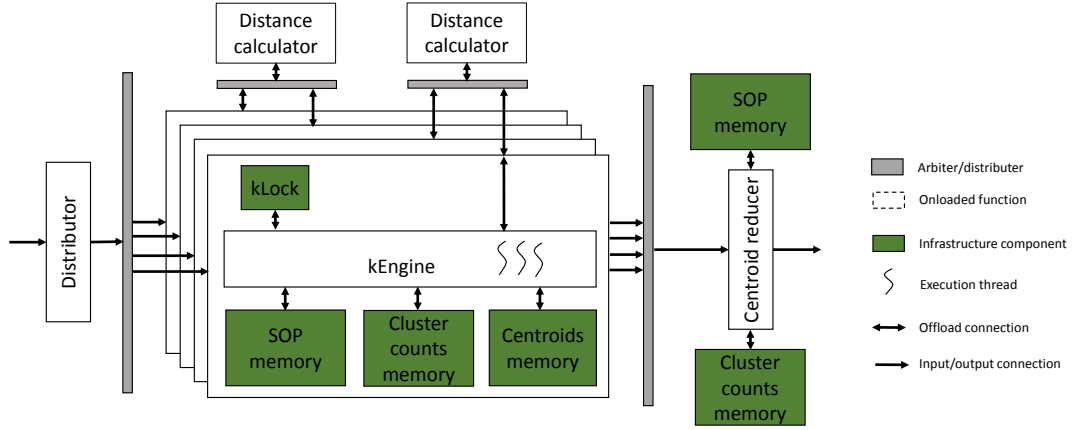 Distance
calculator
Distance
calculator
Distributor
kLock
kEngine
SOP
memory
Cluster
counts
memory
Centroids
memory
SOP
memory
Centroid reducer
Cluster
counts
memory
Arbiter/distributer
Onloaded function
Infrastructure component
Execution thread
Offload connection
Input/output connection